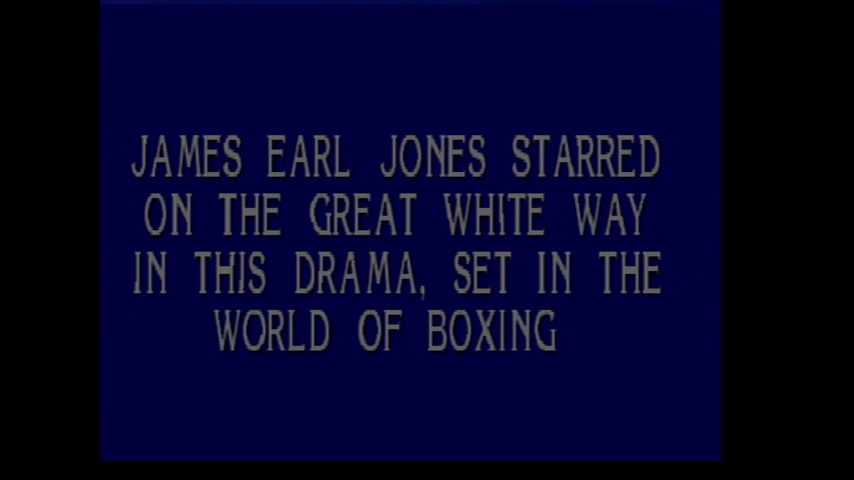 JAMES EARL JONES STARRED
ON THE GREAT WHITE WAY
IN THIS DRAMA, SET IN THE
WORLD OF BOXING